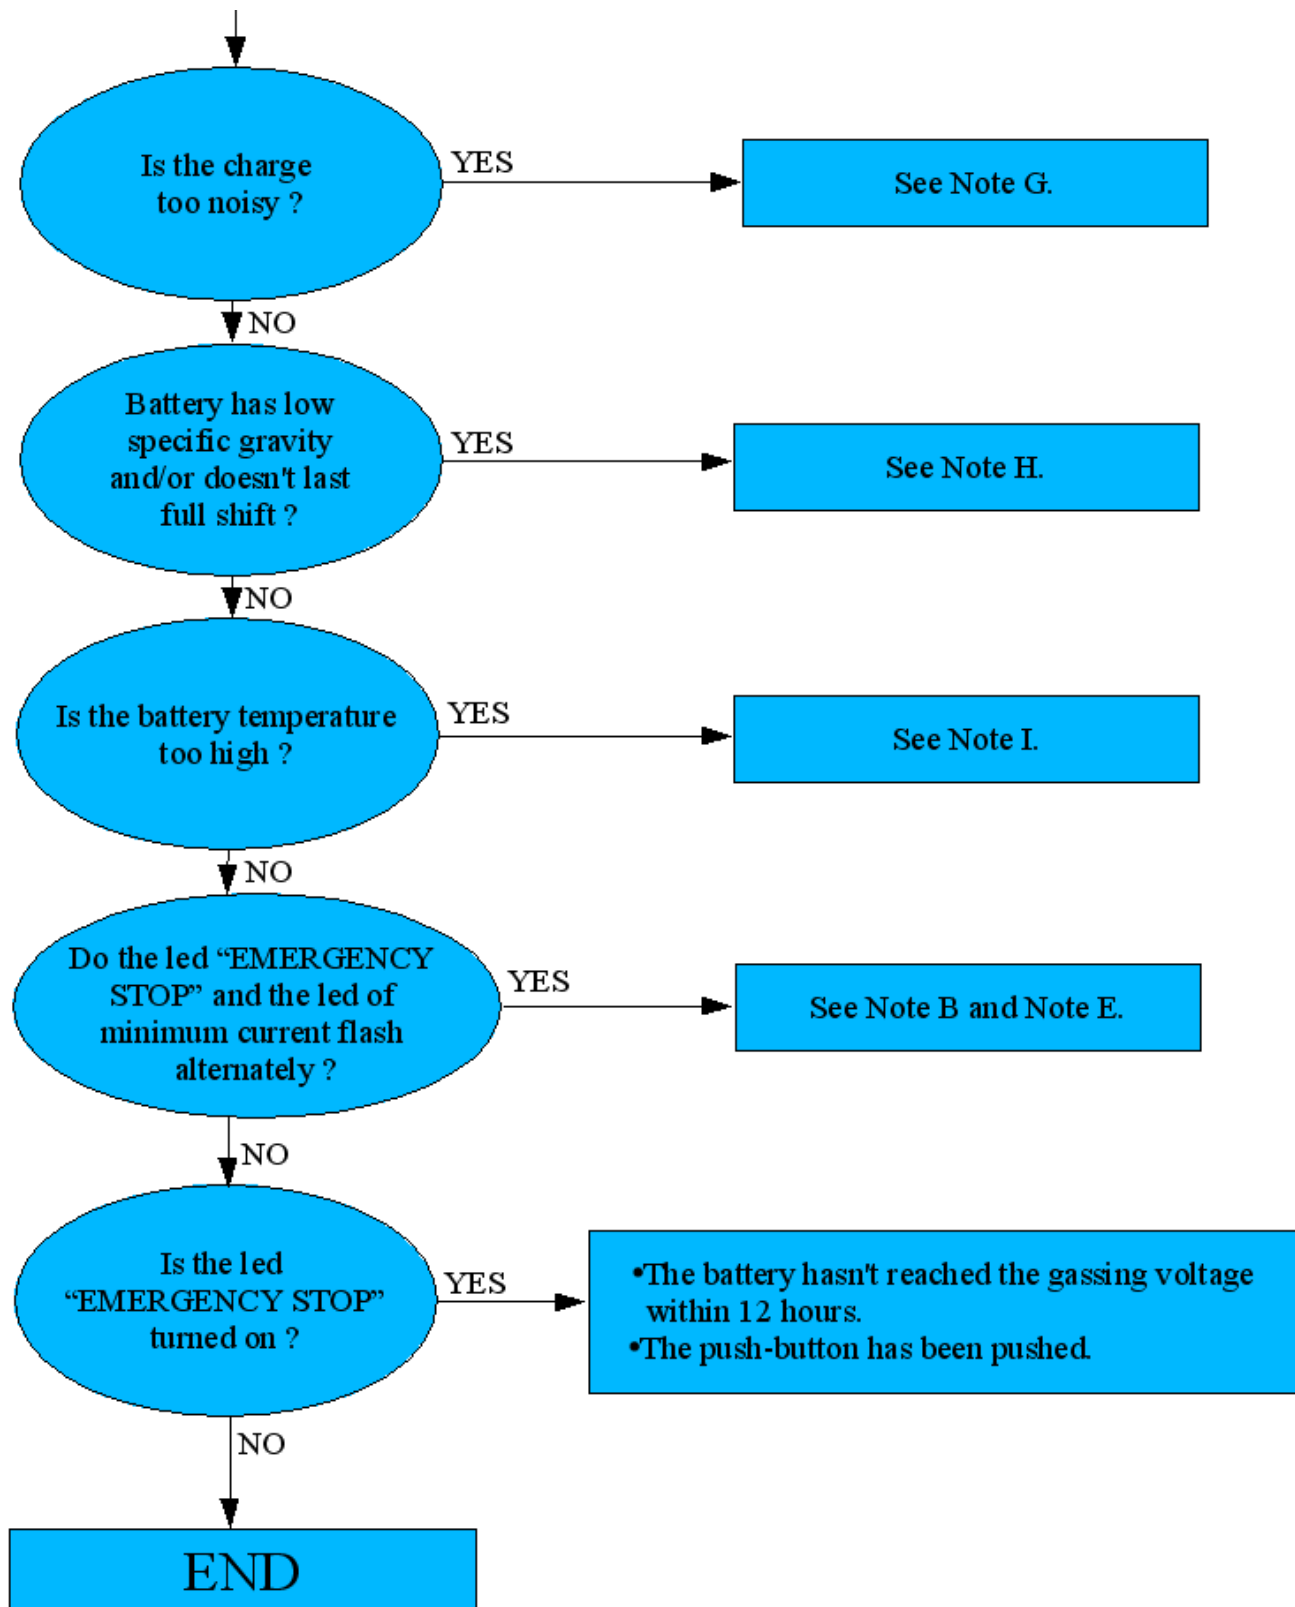 Is the charge
too noisy ?
YES
See Note G.
NO
Battery has low
specific gravity
and/or doesn't last
full shift ?
YES
See Note H.
NO
Is the battery temperature
too high ?
YES
See Note I.
NO
Do the led “EMERGENCY
STOP” and the led of
minimum current flash
alternately ?
YES
See Note B and Note E.
NO
Is the led
“EMERGENCY STOP”
turned on ?
YES
•The battery hasn't reached the gassing voltage
within 12 hours.
•The push-button has been pushed.
NO
END